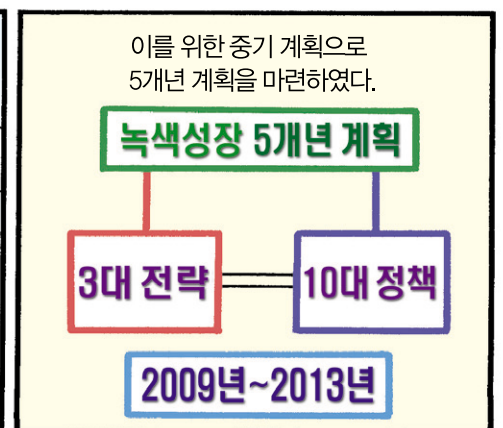 이를 위한 중기 계획으로
5개년 계획을 마련하였다.
녹색성장 5개년 계획
3대 전략
10대 정책
2009년~2013년